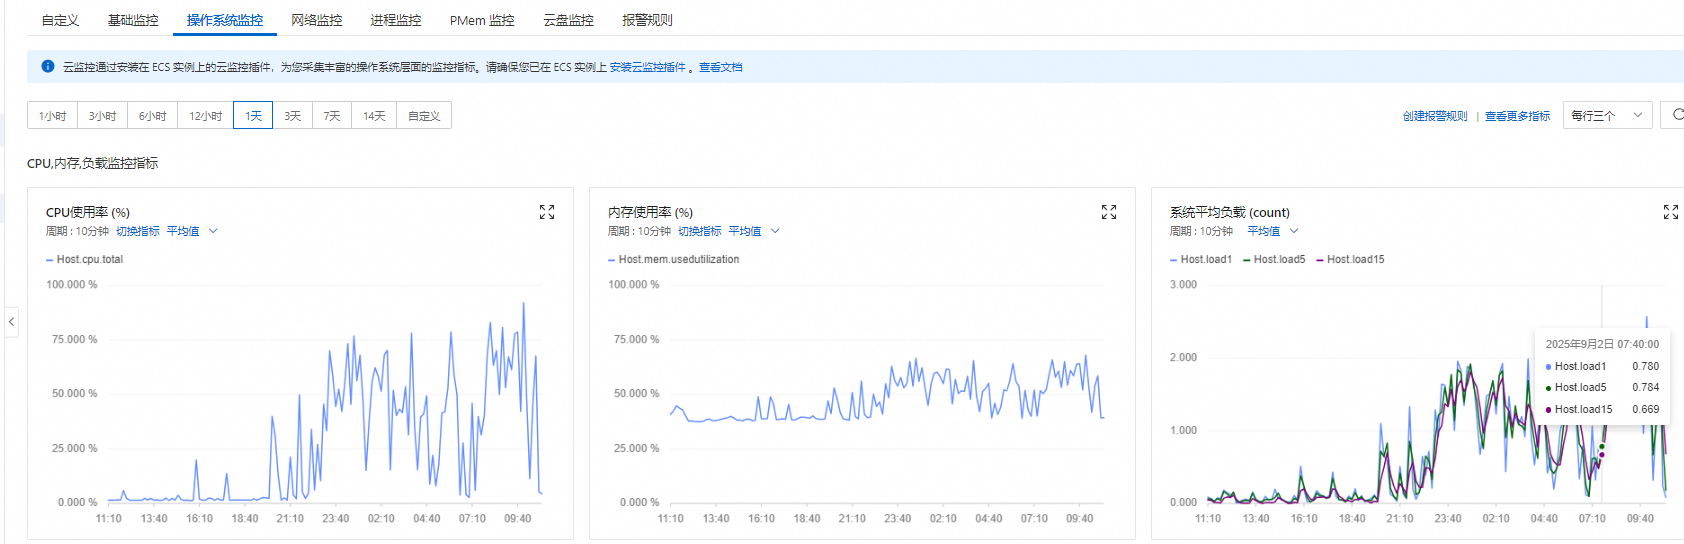 自定义 基础监控 操作系统监控 网络监控 进程监控 PMem 监控 云盘监控 报警规则
云监控通过安装在 ECS 实例上的云监控插件，为您采集丰富的操作系统层面的监控指标。请确保您已在 ECS 实例上 安装云监控插件 。 查看文档
1小时 3小时 6小时 12小时 1天 3天 7天 14天 自定义 创建报警规则 | 查看更多指标 每行三个
CPU,内存,负载监控指标
CPU使用率 (%)
周期 : 10分钟 切换指标 平均值
Host.cpu.total
100.000 %
75.000 %
50.000 %
25.000 %
0.000 %
11:10 13:40 16:10 18:40 21:10 23:40 02:10 04:40 07:10 09:40
内存使用率 (%)
周期 : 10分钟 切换指标 平均值
Host.mem.usedutilization
100.000 %
75.000 %
50.000 %
25.000 %
0.000 %
11:10 13:40 16:10 18:40 21:10 23:40 02:10 04:40 07:10 09:40
系统平均负载 (count)
周期 : 10分钟 平均值
Host.load1 Host.load5 Host.load15
3.000
2.000
1.000
0.000
2025年9月2日 07:40:00
Host.load1 0.780
Host.load5 0.784
Host.load15 0.669
11:10 13:40 16:10 18:40 21:10 23:40 02:10 04:40 07:10 09:40